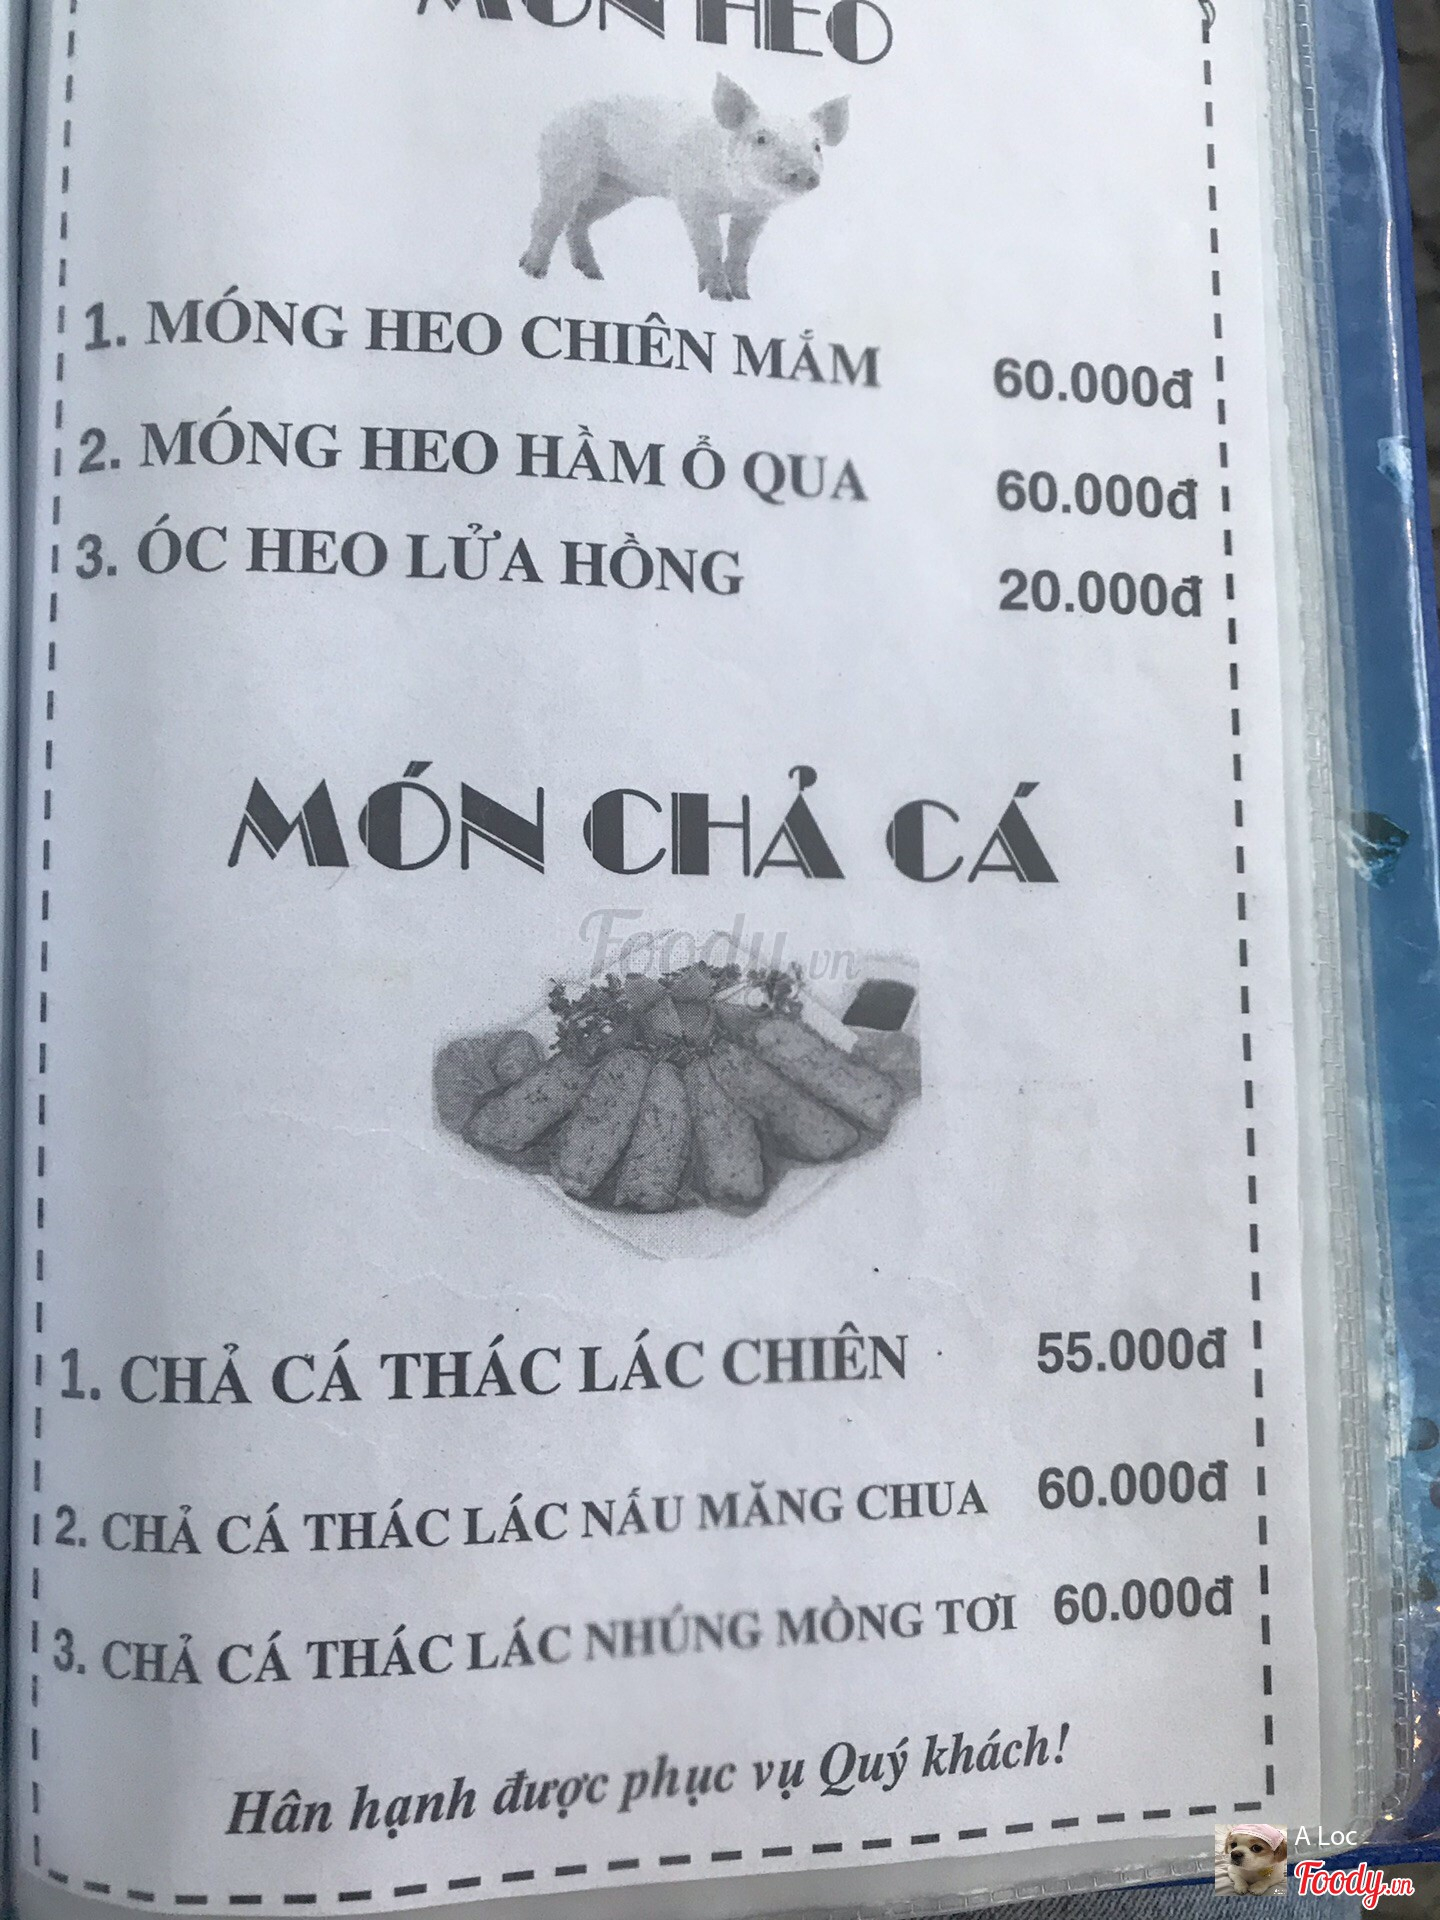 MÓN HEO
1. MÓNG HEO CHIÊN MẮM 60.000đ
2. MÓNG HEO HẦM Ổ QUA 60.000đ
3. ÓC HEO LỬA HỒNG 20.000đ
MÓN CHẢ CÁ
Foody.vn
1. CHẢ CÁ THÁC LÁC CHIÊN 55.000đ
2. CHẢ CÁ THÁC LÁC NẤU MĂNG CHUA 60.000đ
3. CHẢ CÁ THÁC LÁC NHÚNG MỒNG TƠI 60.000đ
Hân hạnh được phục vụ Quý khách!
A Loc
Foody.vn